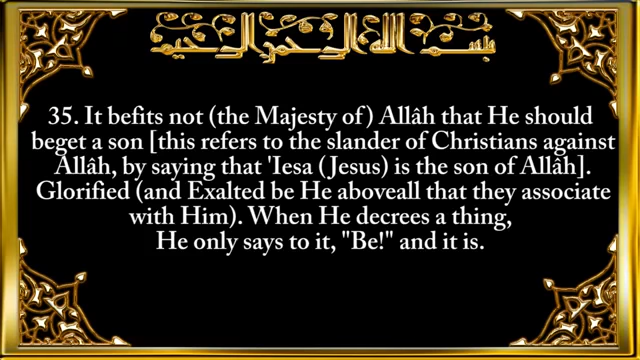 بسم الله الرحمن الرحيم
35. It befits not (the Majesty of) Allâh that He should
beget a son [this refers to the slander of Christians against
Allâh, by saying that 'Iesa (Jesus) is the son of Allâh].
Glorified (and Exalted be He aboveall that they associate
with Him). When He decrees a thing,
He only says to it, "Be!" and it is.